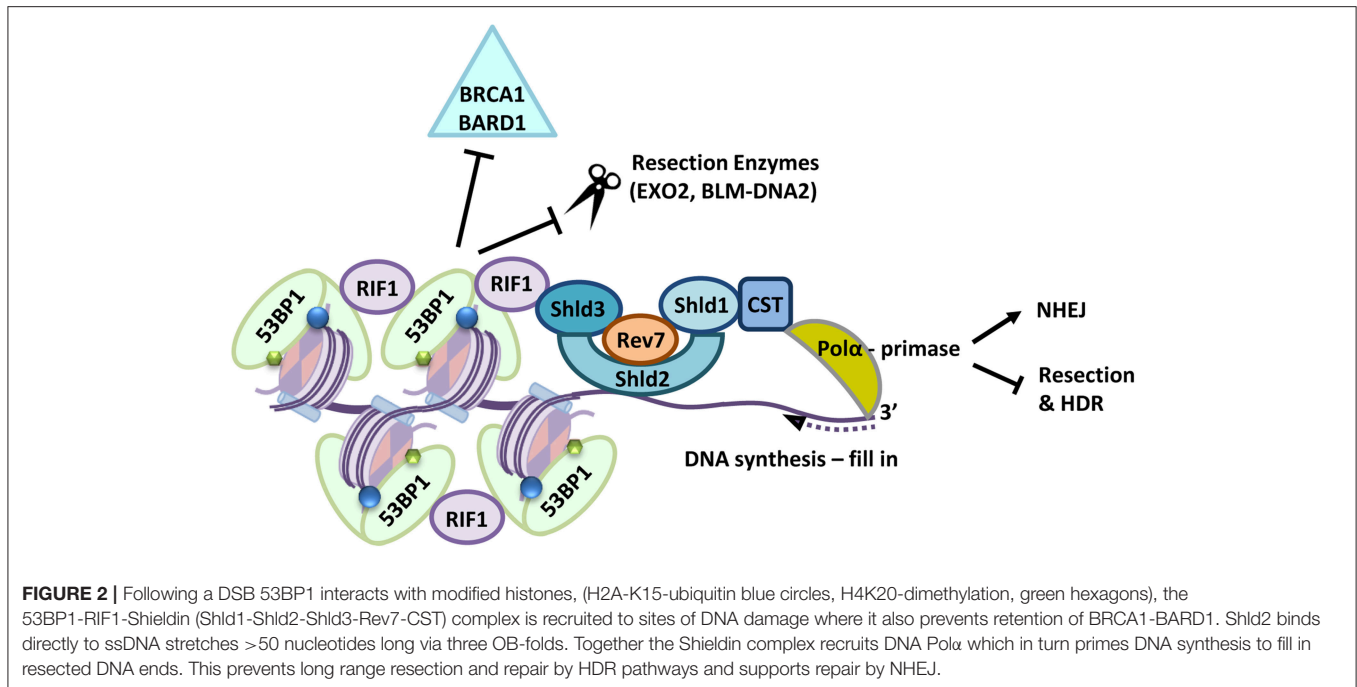 BRCA1
BARD1
Resection Enzymes
(EXO2, BLM-DNA2)
RIF1
RIF1
53BP1
53BP1
Shld3
Shld1
CST
Rev7
Shld2
Polα - primase
NHEJ
Resection
& HDR
3’
DNA synthesis – fill in
53BP1
53BP1
RIF1
FIGURE 2 | Following a DSB 53BP1 interacts with modified histones, (H2A-K15-ubiquitin blue circles, H4K20-dimethylation, green hexagons), the
53BP1-RIF1-Shieldin (Shld1-Shld2-Shld3-Rev7-CST) complex is recruited to sites of DNA damage where it also prevents retention of BRCA1-BARD1. Shld2 binds
directly to ssDNA stretches >50 nucleotides long via three OB-folds. Together the Shieldin complex recruits DNA Polα which in turn primes DNA synthesis to fill in
resected DNA ends. This prevents long range resection and repair by HDR pathways and supports repair by NHEJ.